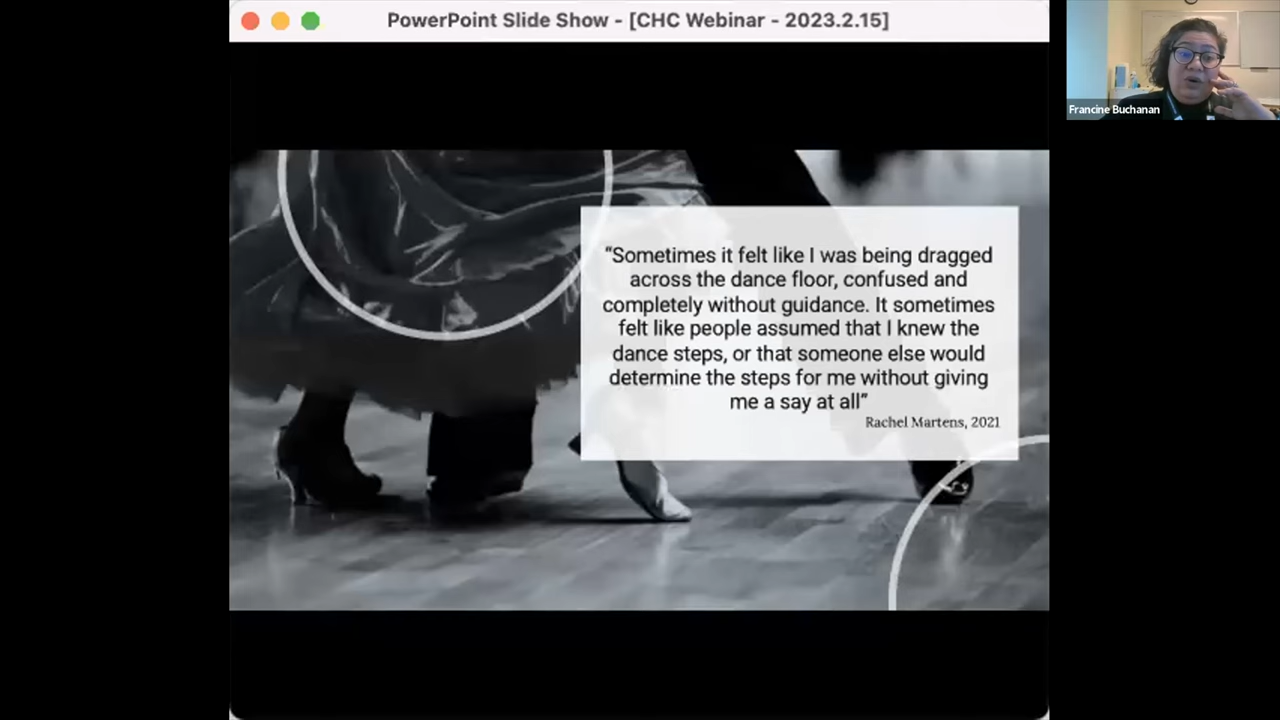 PowerPoint Slide Show - [CHC Webinar - 2023.2.15]
Francine Buchanan
“Sometimes it felt like I was being dragged
across the dance floor, confused and
completely without guidance. It sometimes
felt like people assumed that I knew the
dance steps, or that someone else would
determine the steps for me without giving
me a say at all”
Rachel Martens, 2021